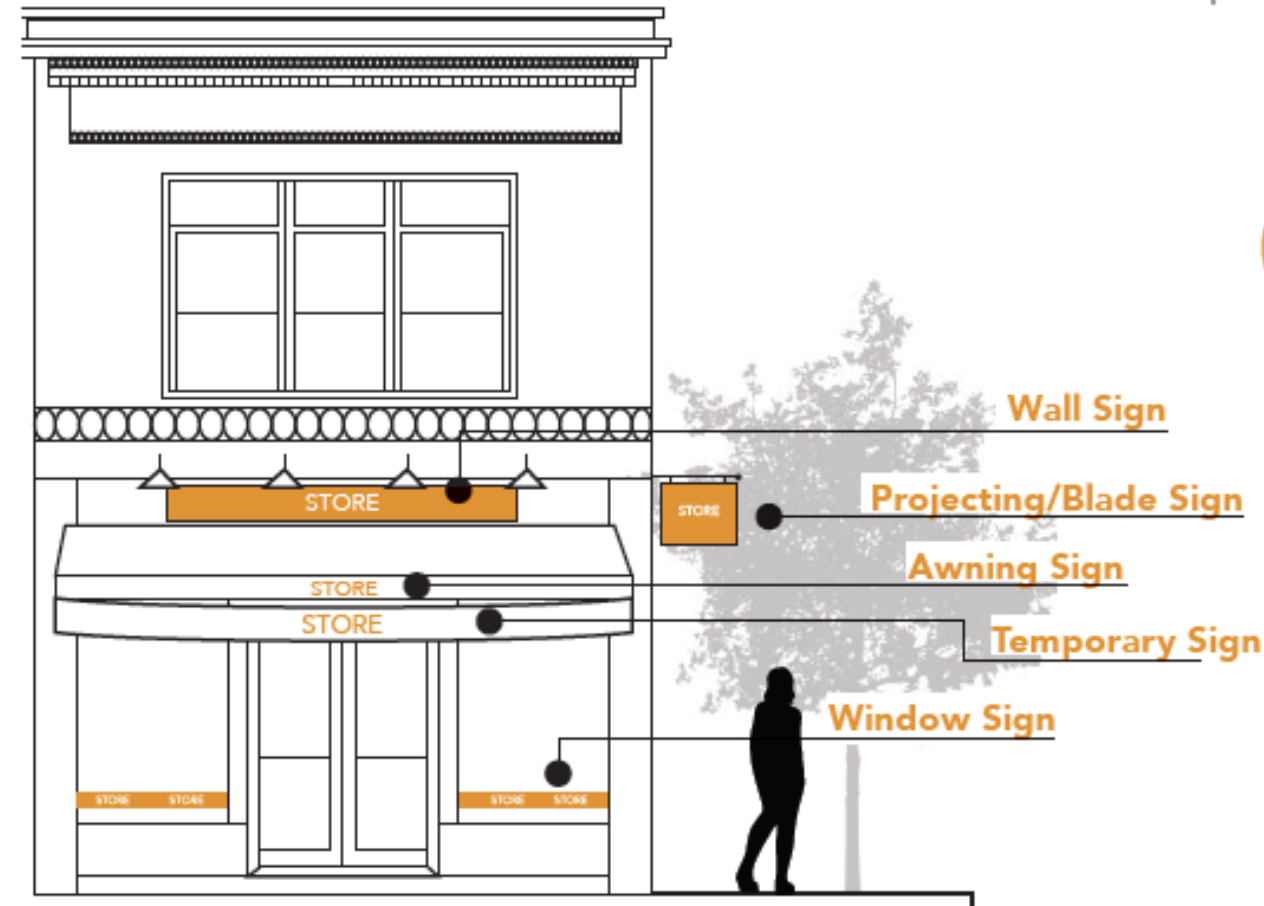 Wall Sign
STORE
Projecting/Blade Sign
STORE
Awning Sign
STORE
STORE
Temporary Sign
Window Sign
STORE STORE
STORE STORE